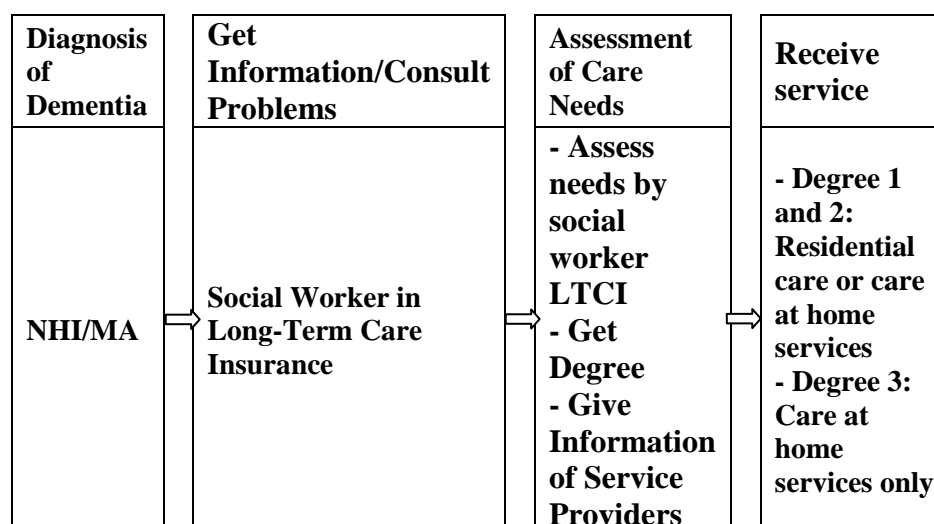 Diagnosis
of
Dementia
Get
Information/Consult
Problems
Assessment
of Care
Needs
Receive
service
NHI/MA
Social Worker in
Long-Term Care
Insurance
- Assess
needs by
social
worker
LTCI
- Get
Degree
- Give
Information
of Service
Providers
- Degree 1
and 2:
Residential
care or care
at home
services
- Degree 3:
Care at
home
services only